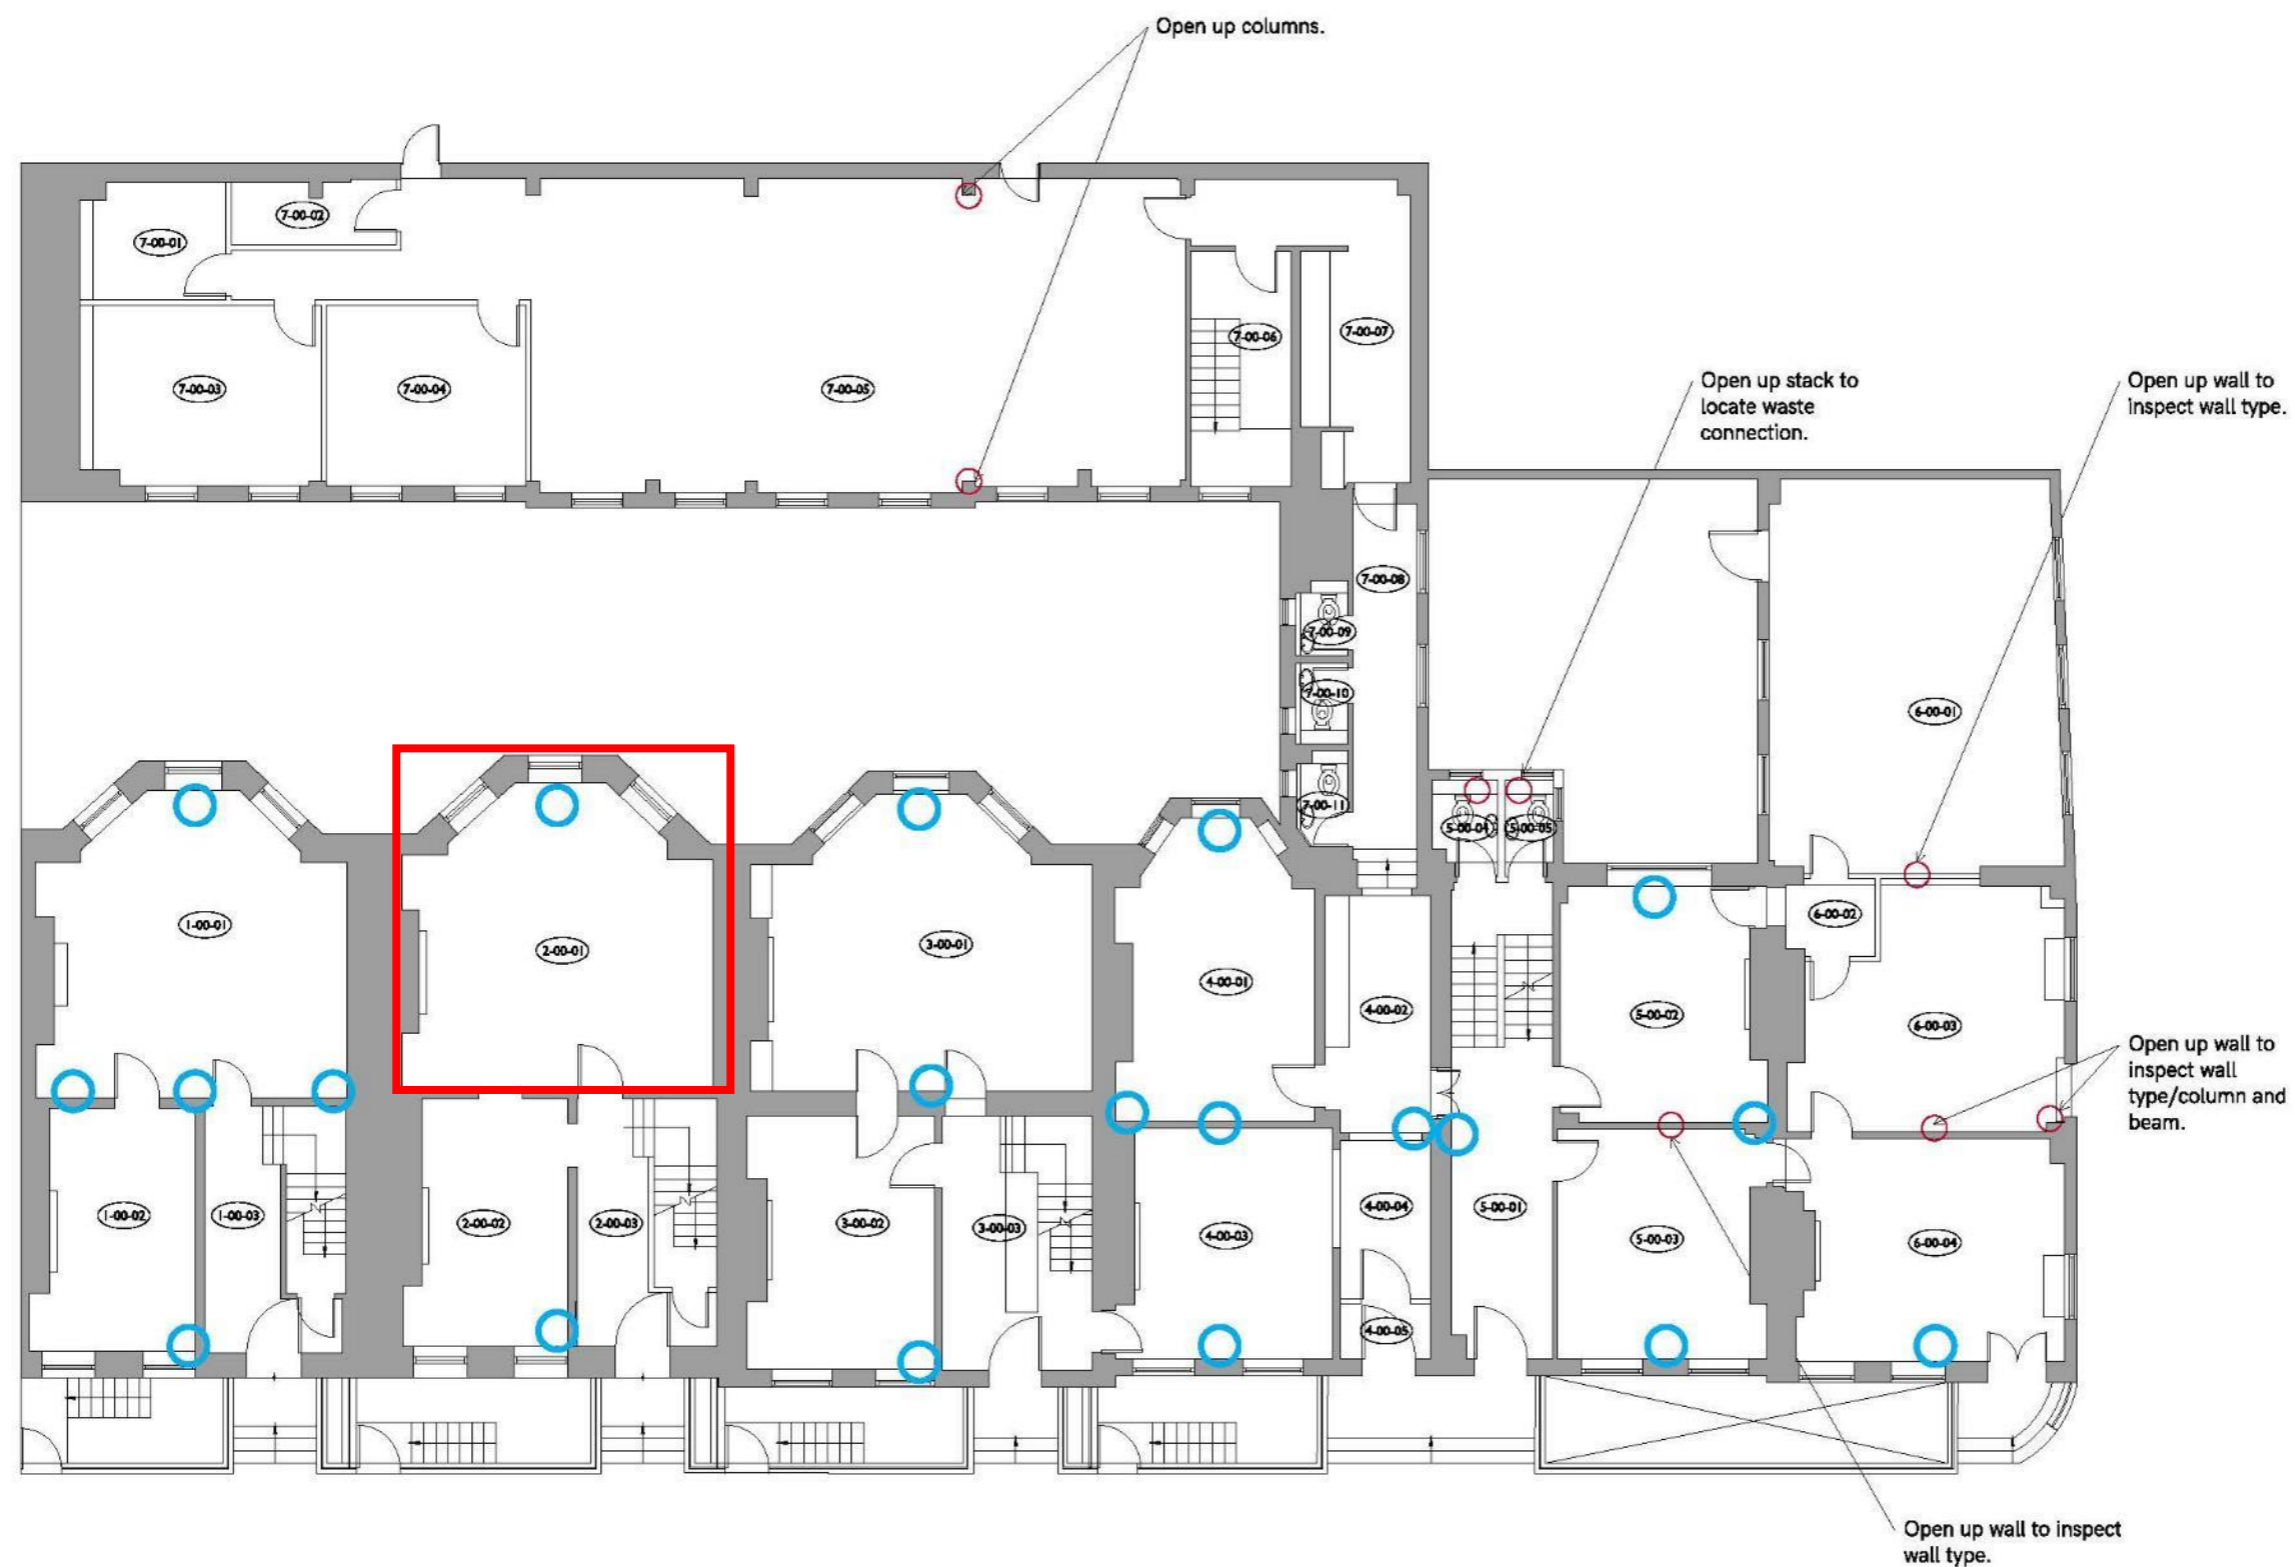 Open up columns.
7-00-02
7-00-01
7-00-06
7-00-07
7-00-03
7-00-04
7-00-05
Open up stack to
locate waste
connection.
Open up wall to
inspect wall type.
7-00-08
7-00-09
7-00-10
7-00-11
6-00-01
5-00-04
5-00-05
1-00-01
2-00-01
3-00-01
4-00-01
4-00-02
5-00-02
6-00-02
6-00-03
Open up wall to
inspect wall
type/column and
beam.
1-00-02
1-00-03
2-00-02
2-00-03
3-00-02
3-00-03
4-00-03
4-00-04
4-00-05
5-00-01
5-00-03
6-00-04
Open up wall to inspect
wall type.